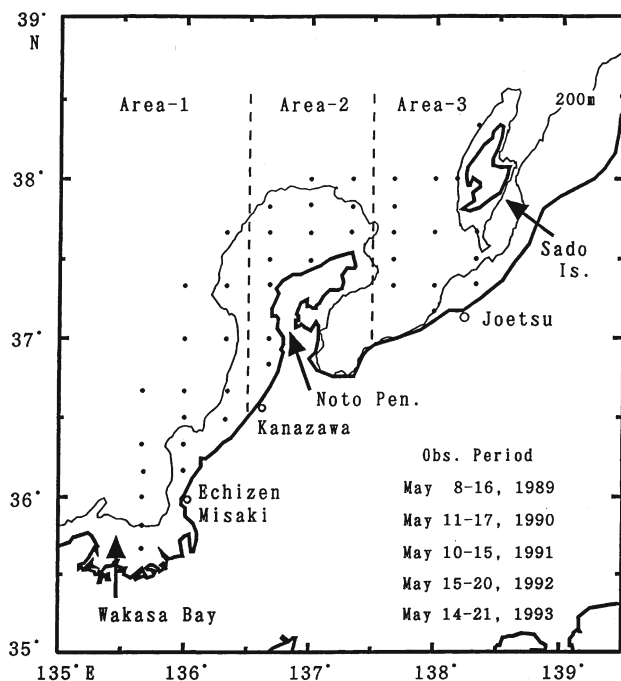 39°
N
Area-1 Area-2 Area-3
200m
38°
Sado
Is.
37°
Joetsu
Noto Pen.
Kanazawa
Obs. Period
May 8-16, 1989
May 11-17, 1990
May 10-15, 1991
May 15-20, 1992
May 14-21, 1993
36°
Echizen
Misaki
Wakasa Bay
35°
135°E 136° 137° 138° 139°